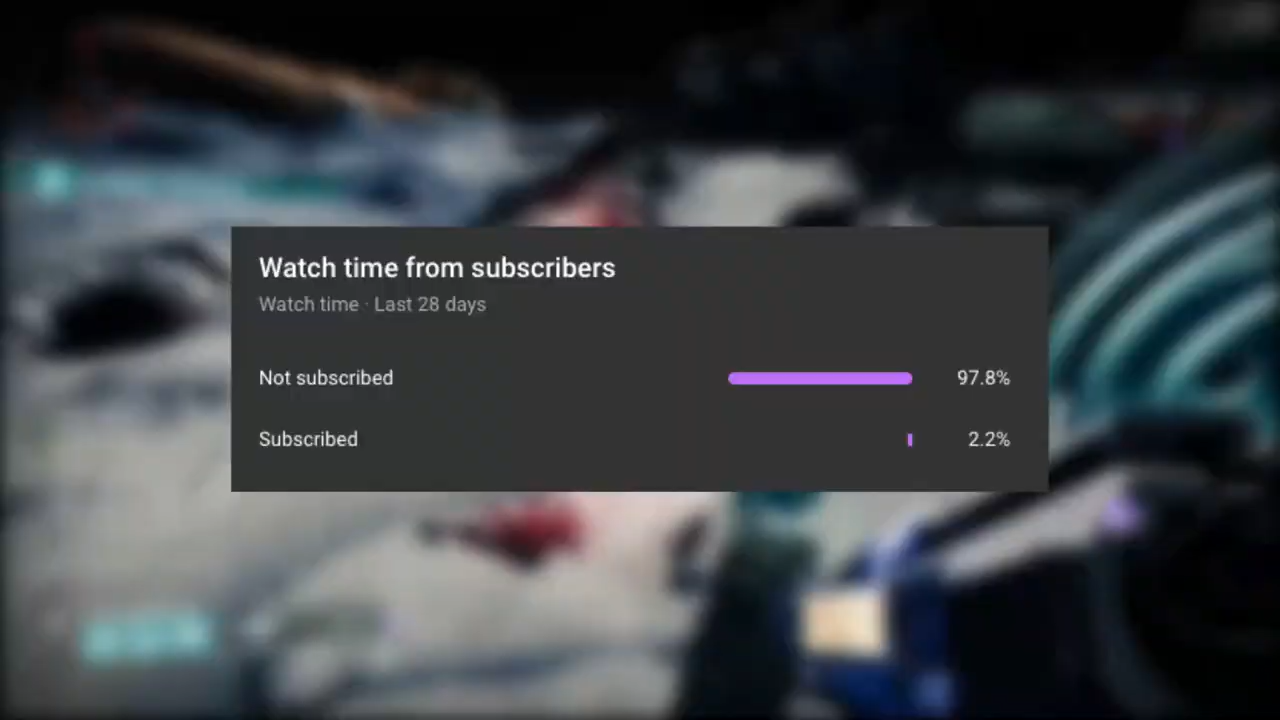 Watch time from subscribers
Watch time · Last 28 days
Not subscribed 97.8%
Subscribed 2.2%